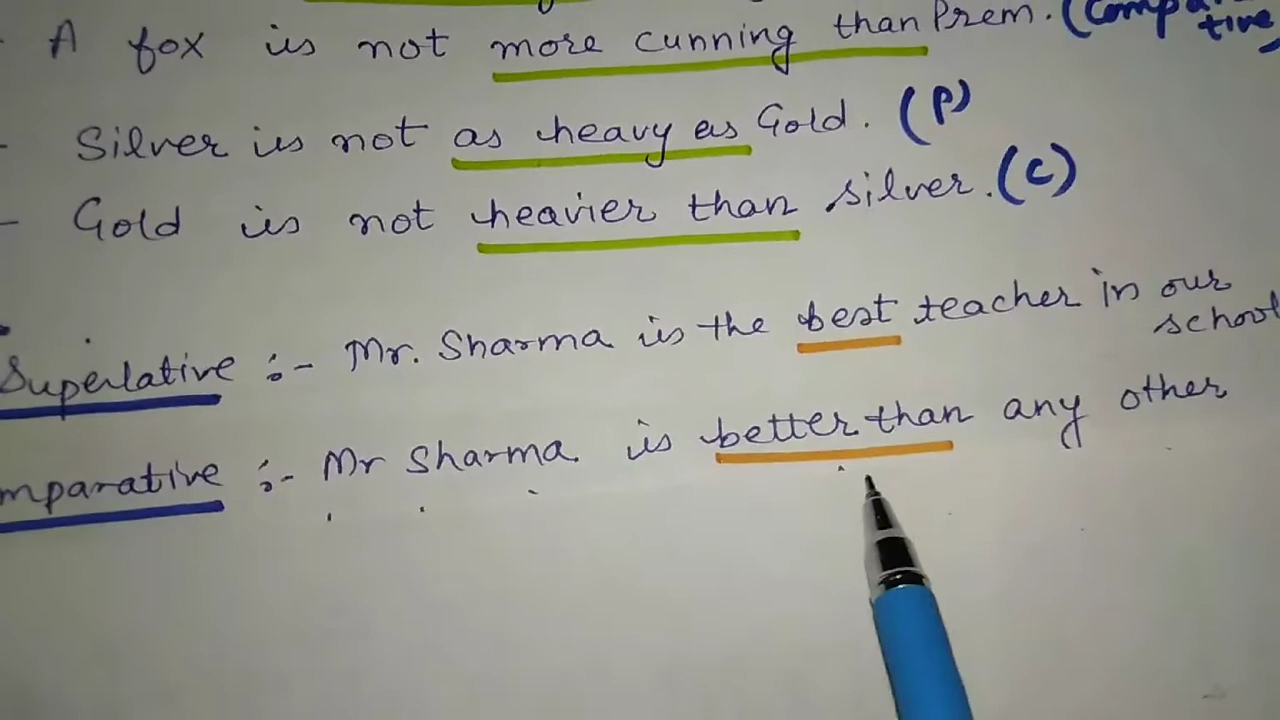 - A fox is not more cunning than Prem. (Compa
tive)
- Silver is not as heavy as Gold. (P)
- Gold is not heavier than silver. (C)
Superlative :- Mr. Sharma is the best teacher in our
school
mparative :- Mr Sharma is better than any other